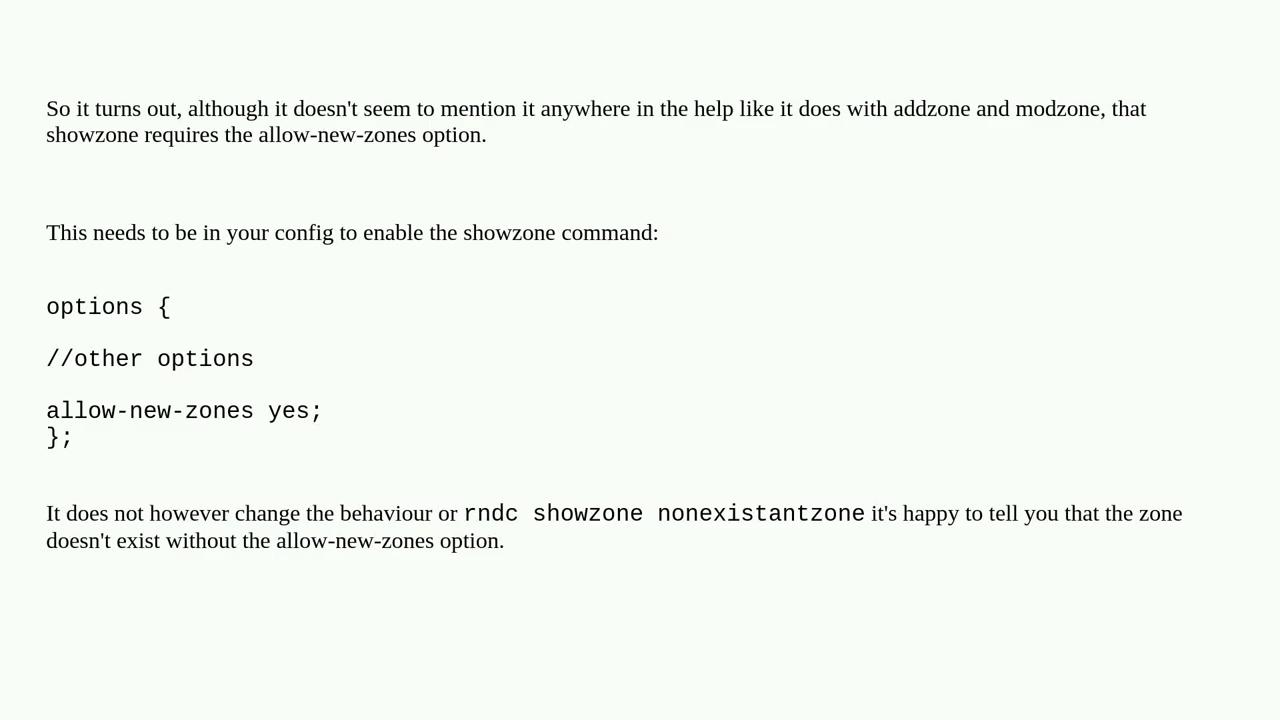 So it turns out, although it doesn't seem to mention it anywhere in the help like it does with addzone and modzone, that
showzone requires the allow-new-zones option.
This needs to be in your config to enable the showzone command:
options {
//other options
allow-new-zones yes;
};
It does not however change the behaviour or rndc showzone nonexistantzone it's happy to tell you that the zone
doesn't exist without the allow-new-zones option.